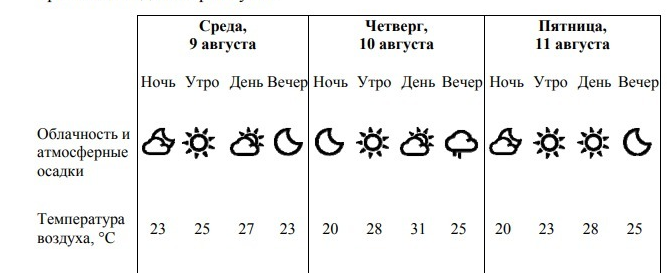 Среда, Четверг, Пятница,
9 августа 10 августа 11 августа
Ночь Утро День Вечер Ночь Утро День Вечер Ночь Утро День Вечер
Облачность и
атмосферные
осадки
Температура
воздуха, °C
23 25 27 23 20 28 31 25 20 23 28 25